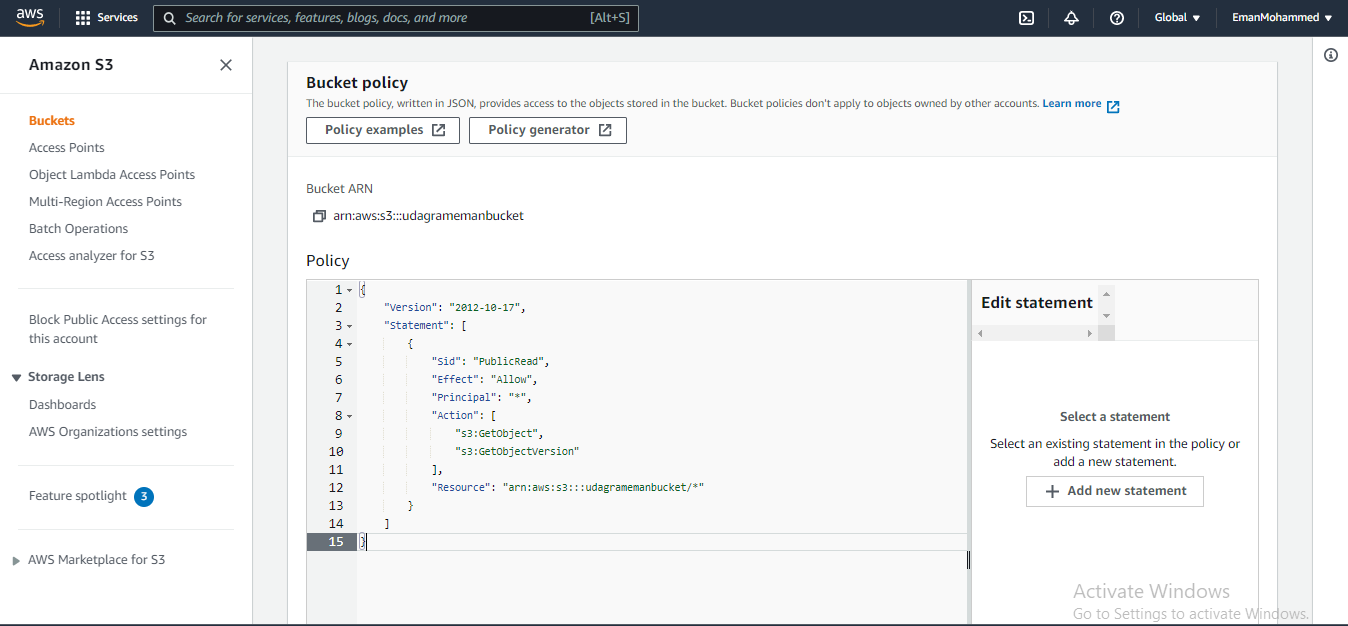 aws
Services
Search for services, features, blogs, docs, and more
[Alt+S]
Global
EmanMohammed
Amazon S3
Buckets
Access Points
Object Lambda Access Points
Multi-Region Access Points
Batch Operations
Access analyzer for S3
Block Public Access settings for
this account
Storage Lens
Dashboards
AWS Organizations settings
Feature spotlight 3
AWS Marketplace for S3
Bucket policy
The bucket policy, written in JSON, provides access to the objects stored in the bucket. Bucket policies don't apply to objects owned by other accounts. Learn more
Policy examples
Policy generator
Bucket ARN
arn:aws:s3:::udagramemanbucket
Policy
1 {
2 "Version": "2012-10-17",
3 "Statement": [
4 {
5 "Sid": "PublicRead",
6 "Effect": "Allow",
7 "Principal": "*",
8 "Action": [
9 "s3:GetObject",
10 "s3:GetObjectVersion"
11 ],
12 "Resource": "arn:aws:s3:::udagramemanbucket/*"
13 }
14 ]
15 }
Edit statement
Select a statement
Select an existing statement in the policy or
add a new statement.
Add new statement
Activate Windows
Go to Settings to activate Windows.